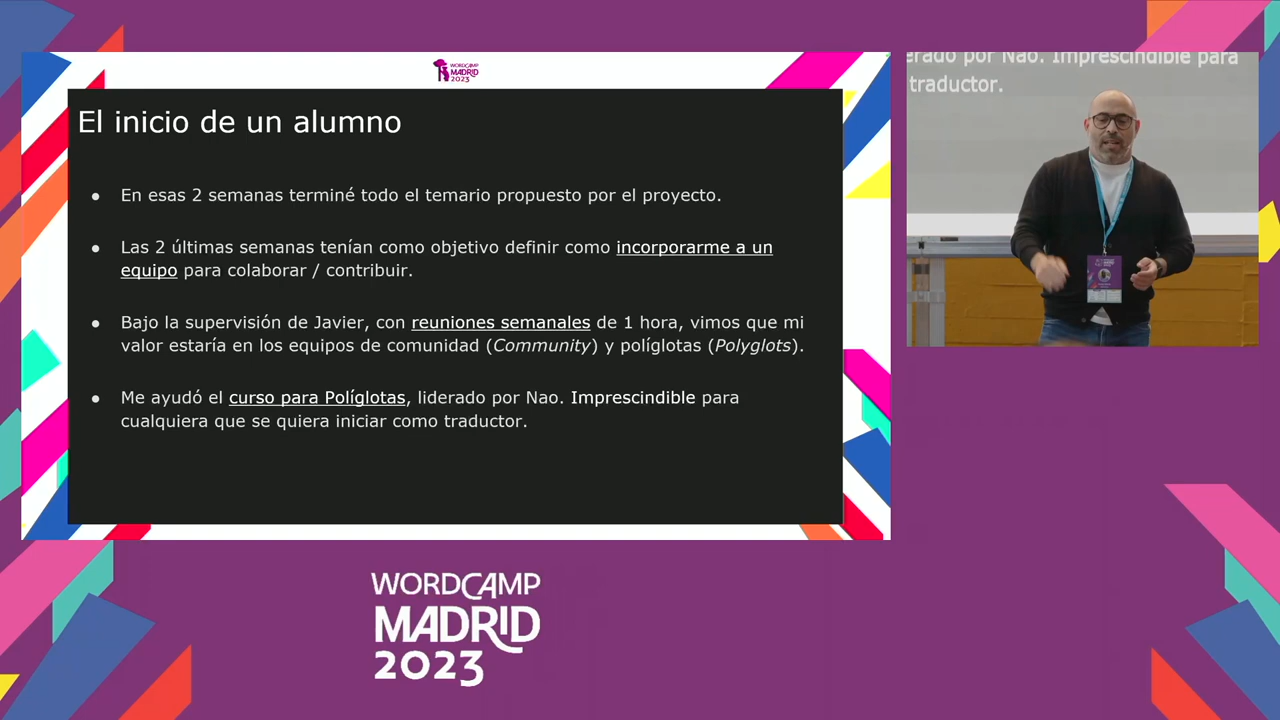 WORDCAMP
MADRID
2023
El inicio de un alumno
● En esas 2 semanas terminé todo el temario propuesto por el proyecto.
● Las 2 últimas semanas tenían como objetivo definir como incorporarme a un
equipo para colaborar / contribuir.
● Bajo la supervisión de Javier, con reuniones semanales de 1 hora, vimos que mi
valor estaría en los equipos de comunidad (Community) y políglotas (Polyglots).
● Me ayudó el curso para Políglotas, liderado por Nao. Imprescindible para
cualquiera que se quiera iniciar como traductor.
erado por Nao. Imprescindible para
traductor.
WORDCAMP
MADRID
2023